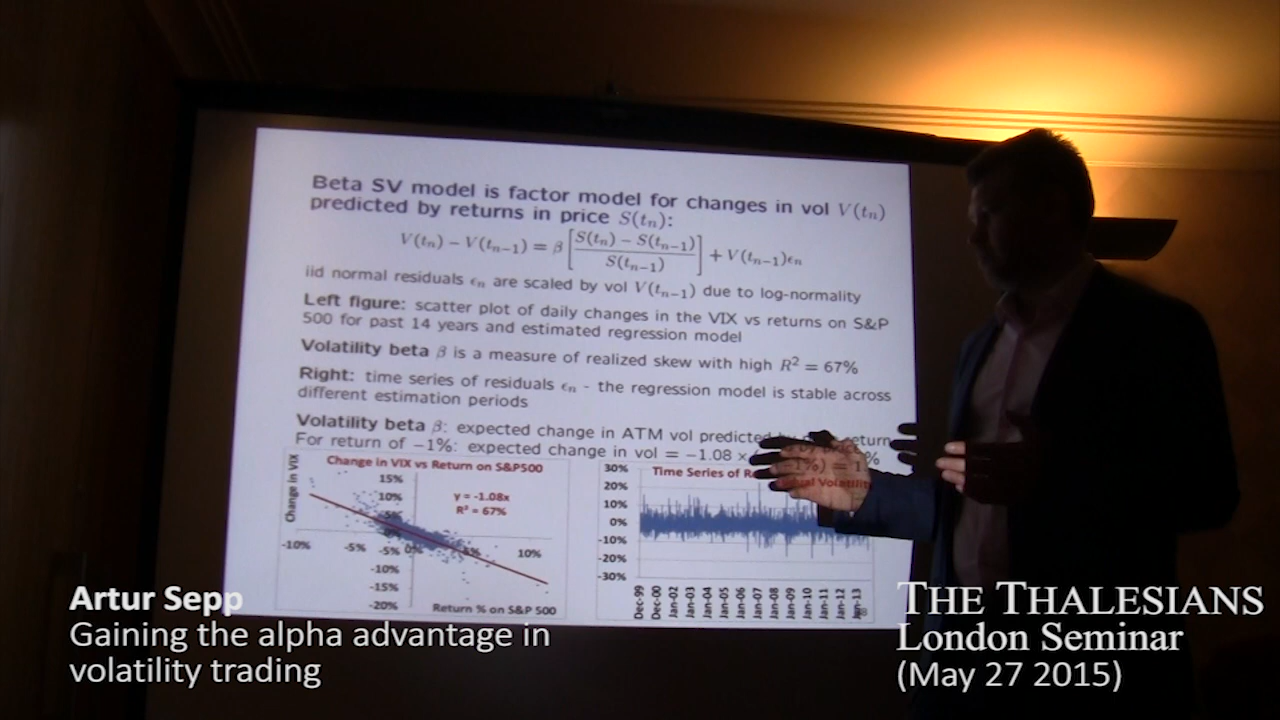 Beta SV model is factor model for changes in vol V(tn)
predicted by returns in price S(tn):
V(tn) − V(tn−1) = β [S(tn) − S(tn−1) / S(tn−1)] + V(tn−1)ϵn
iid normal residuals ϵn are scaled by vol V(tn−1) due to log-normality
Left figure: scatter plot of daily changes in the VIX vs returns on S&P
500 for past 14 years and estimated regression model
Volatility beta β is a measure of realized skew with high R² = 67%
Right: time series of residuals ϵn - the regression model is stable across
different estimation periods
Volatility beta β: expected change in ATM vol predicted return
For return of −1%: expected change in vol = −1.08 × 1%) = 1 %
Change in VIX vs Return on S&P500
Change in VIX
15%
10%
5%
0%
-5%
-10%
-15%
-20%
-10%
-5%
0%
5%
10%
y = -1.08x
R² = 67%
Return % on S&P 500
Time Series of Volatility
30%
20%
10%
0%
-10%
-20%
-30%
Dec-99
Dec-00
Jan-02
Jan-03
Jan-04
Jan-05
Jan-06
Jan-07
Jan-08
Jan-09
Jan-10
Jan-11
Jan-12
Jan-13
Artur Sepp
Gaining the alpha advantage in
volatility trading
THE THALESIANS
London Seminar
(May 27 2015)